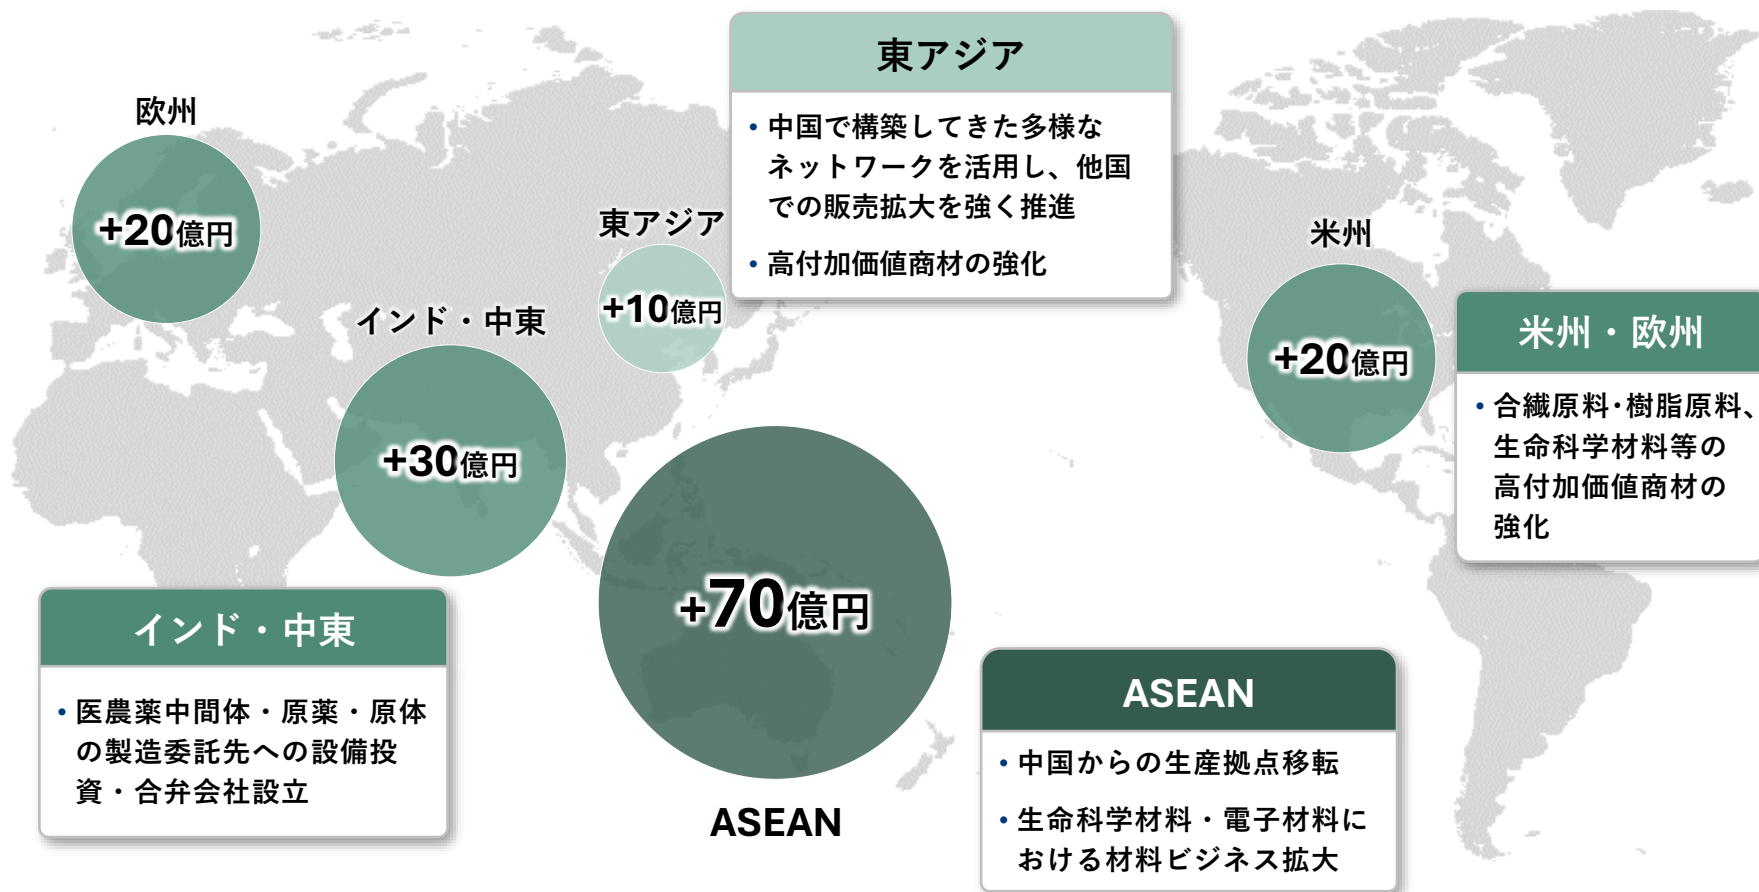 欧州
+20億円
東アジア
+10億円
インド・中東
+30億円
+70億円
ASEAN
米州
+20億円
東アジア
・中国で構築してきた多様な
ネットワークを活用し、他国
での販売拡大を強く推進
・高付加価値商材の強化
米州・欧州
・合繊原料・樹脂原料、
生命科学材料等の
高付加価値商材の
強化
インド・中東
・医農薬中間体・原薬・原体
の製造委託先への設備投
資・合弁会社設立
ASEAN
・中国からの生産拠点移転
・生命科学材料・電子材料に
おける材料ビジネス拡大